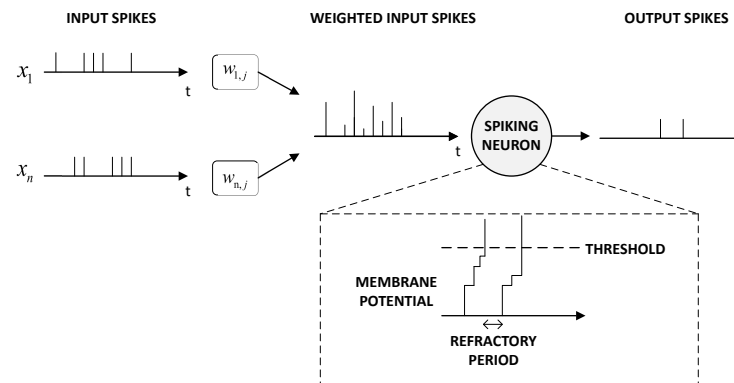 INPUT SPIKES
WEIGHTED INPUT SPIKES
OUTPUT SPIKES
x1
t
w1,j
xn
t
wn,j
t
SPIKING
NEURON
THRESHOLD
MEMBRANE
POTENTIAL
REFRACTORY
PERIOD